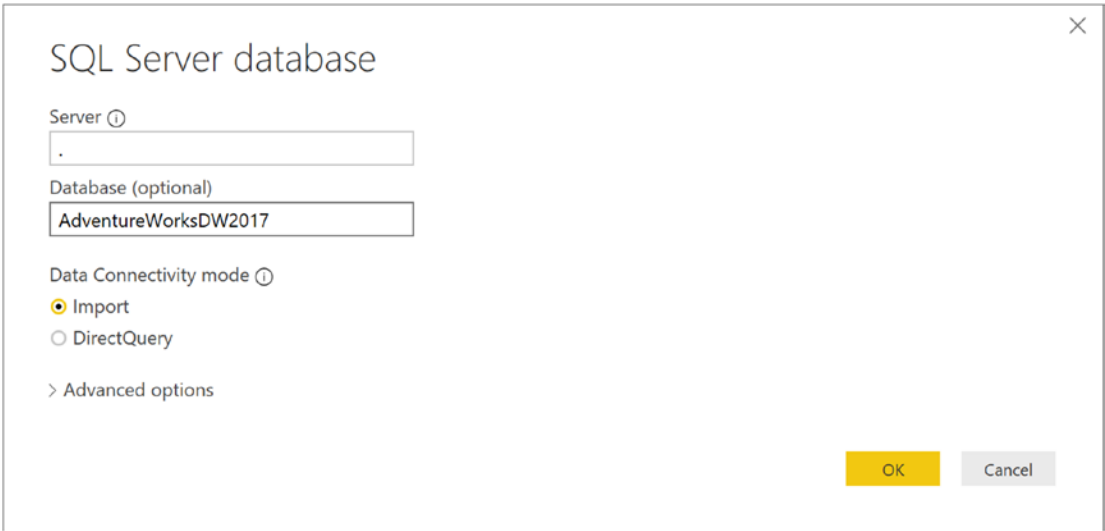 SQL Server database
Server
.
Database (optional)
AdventureWorksDW2017
Data Connectivity mode
Import
DirectQuery
Advanced options
OK Cancel